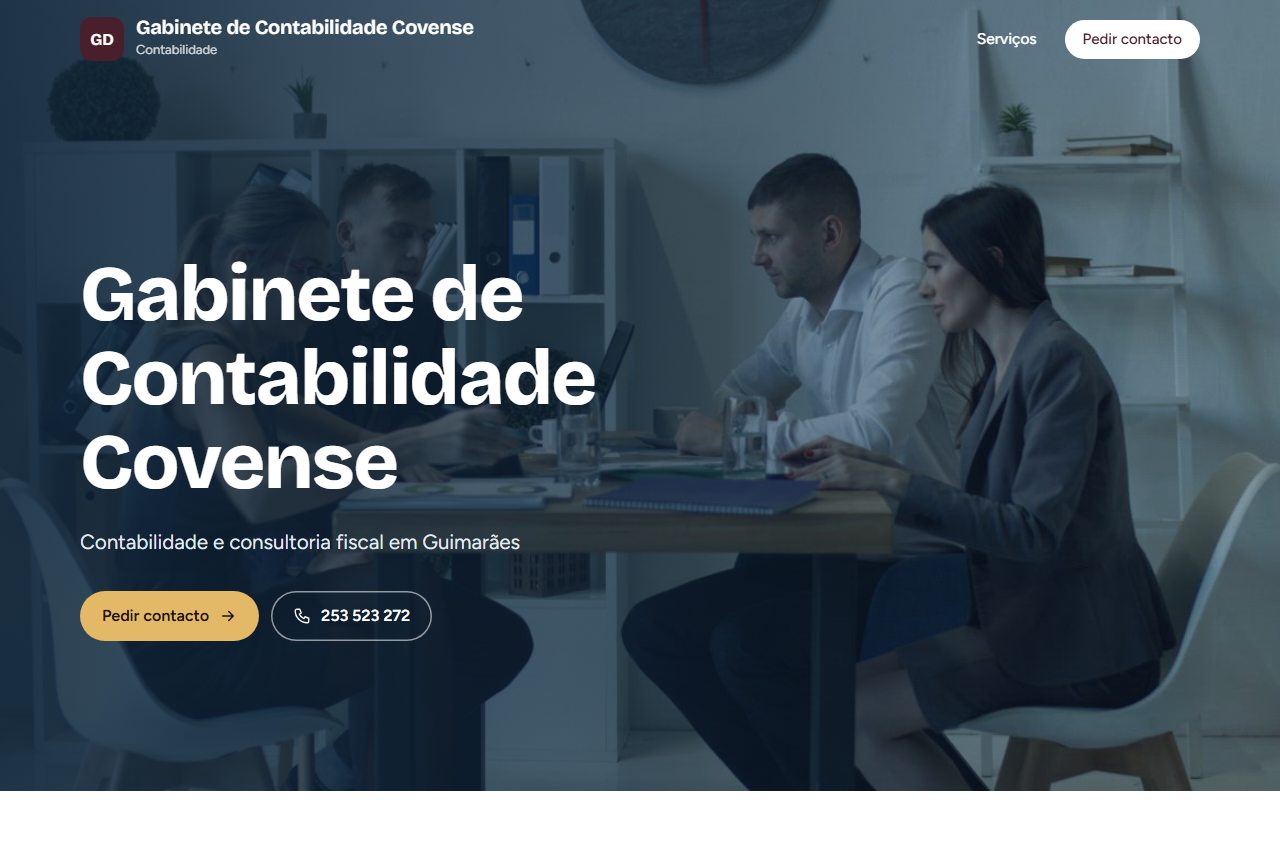 GD
Gabinete de Contabilidade Covense
Contabilidade
Serviços
Pedir contacto
Gabinete de
Contabilidade
Covense
Contabilidade e consultoria fiscal em Guimarães
Pedir contacto →
253 523 272